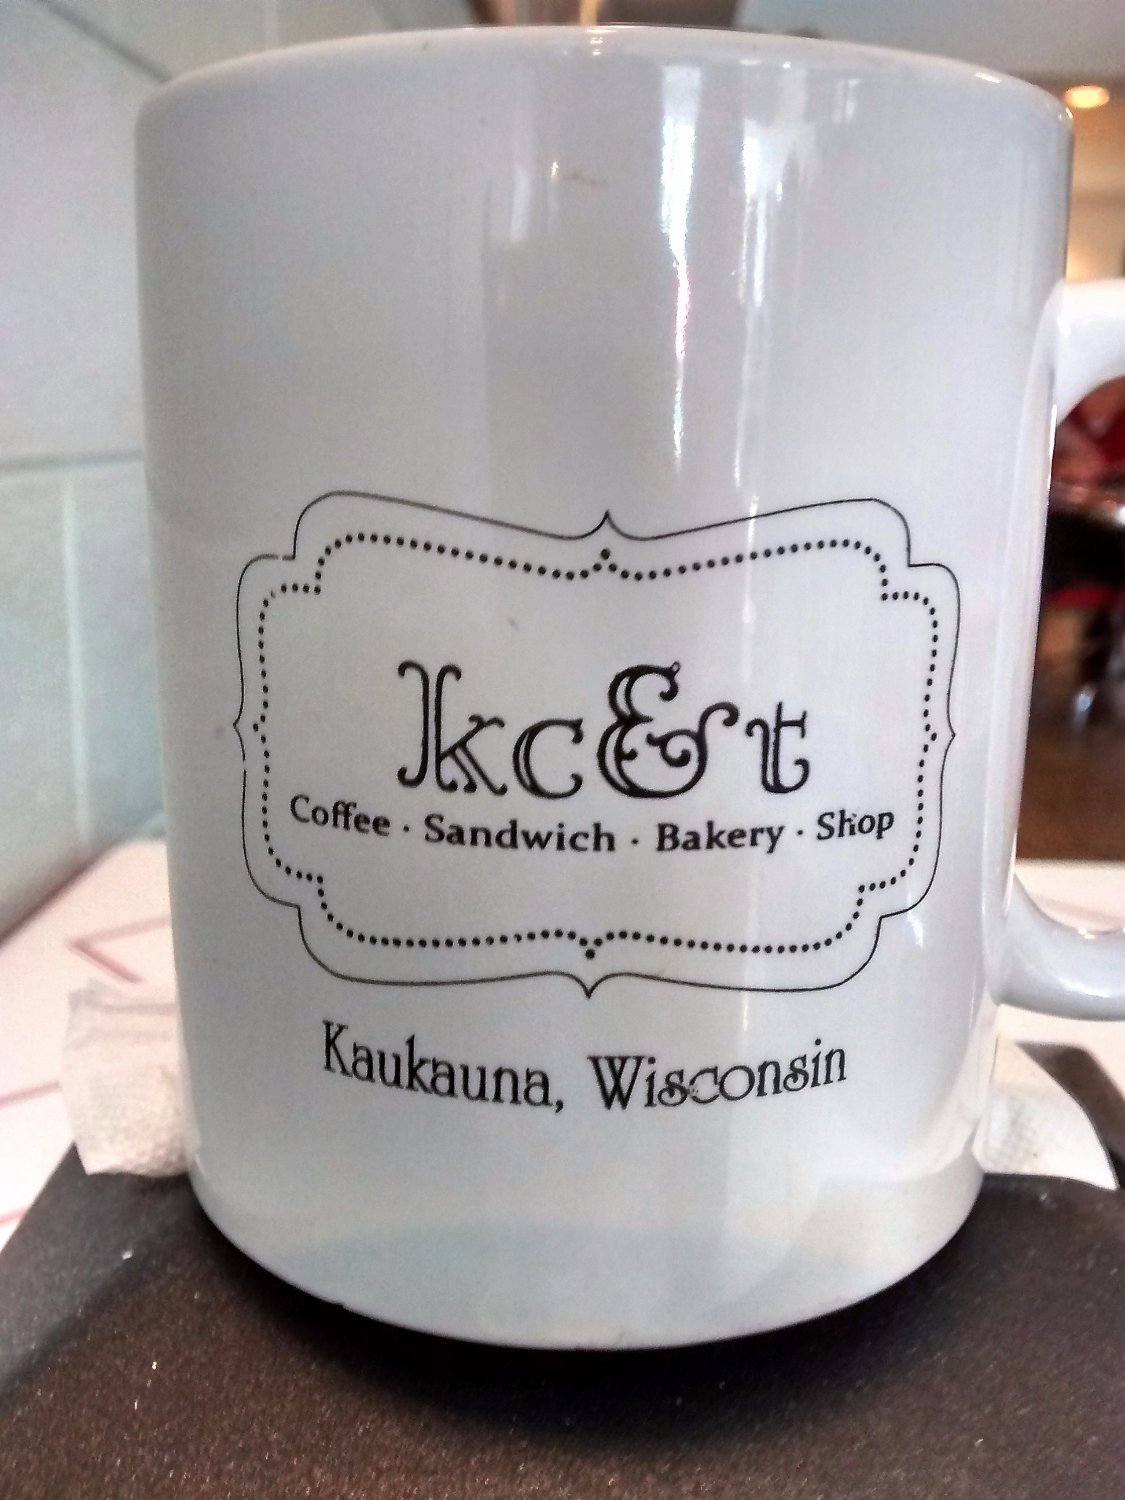 kc&t
Coffee · Sandwich · Bakery · Shop
Kaukauna, Wisconsin